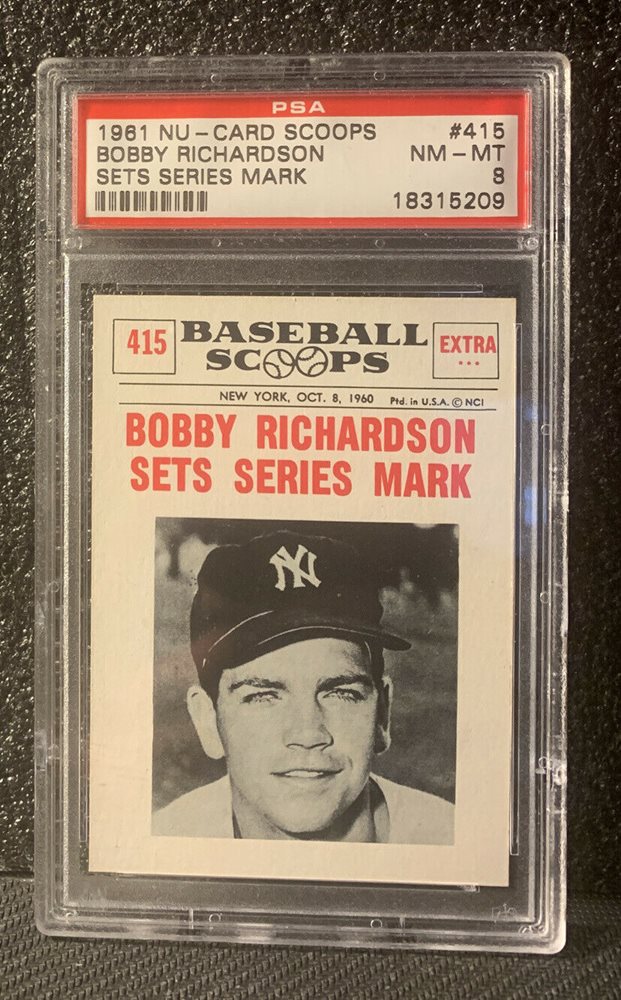 PSA
1961 NU-CARD SCOOPS #415
BOBBY RICHARDSON NM-MT
SETS SERIES MARK 8
18315209
415 BASEBALL EXTRA
SCOOPS ...
NEW YORK, OCT. 8, 1960 Ptd. in U.S.A. © NCI
BOBBY RICHARDSON
SETS SERIES MARK
NY